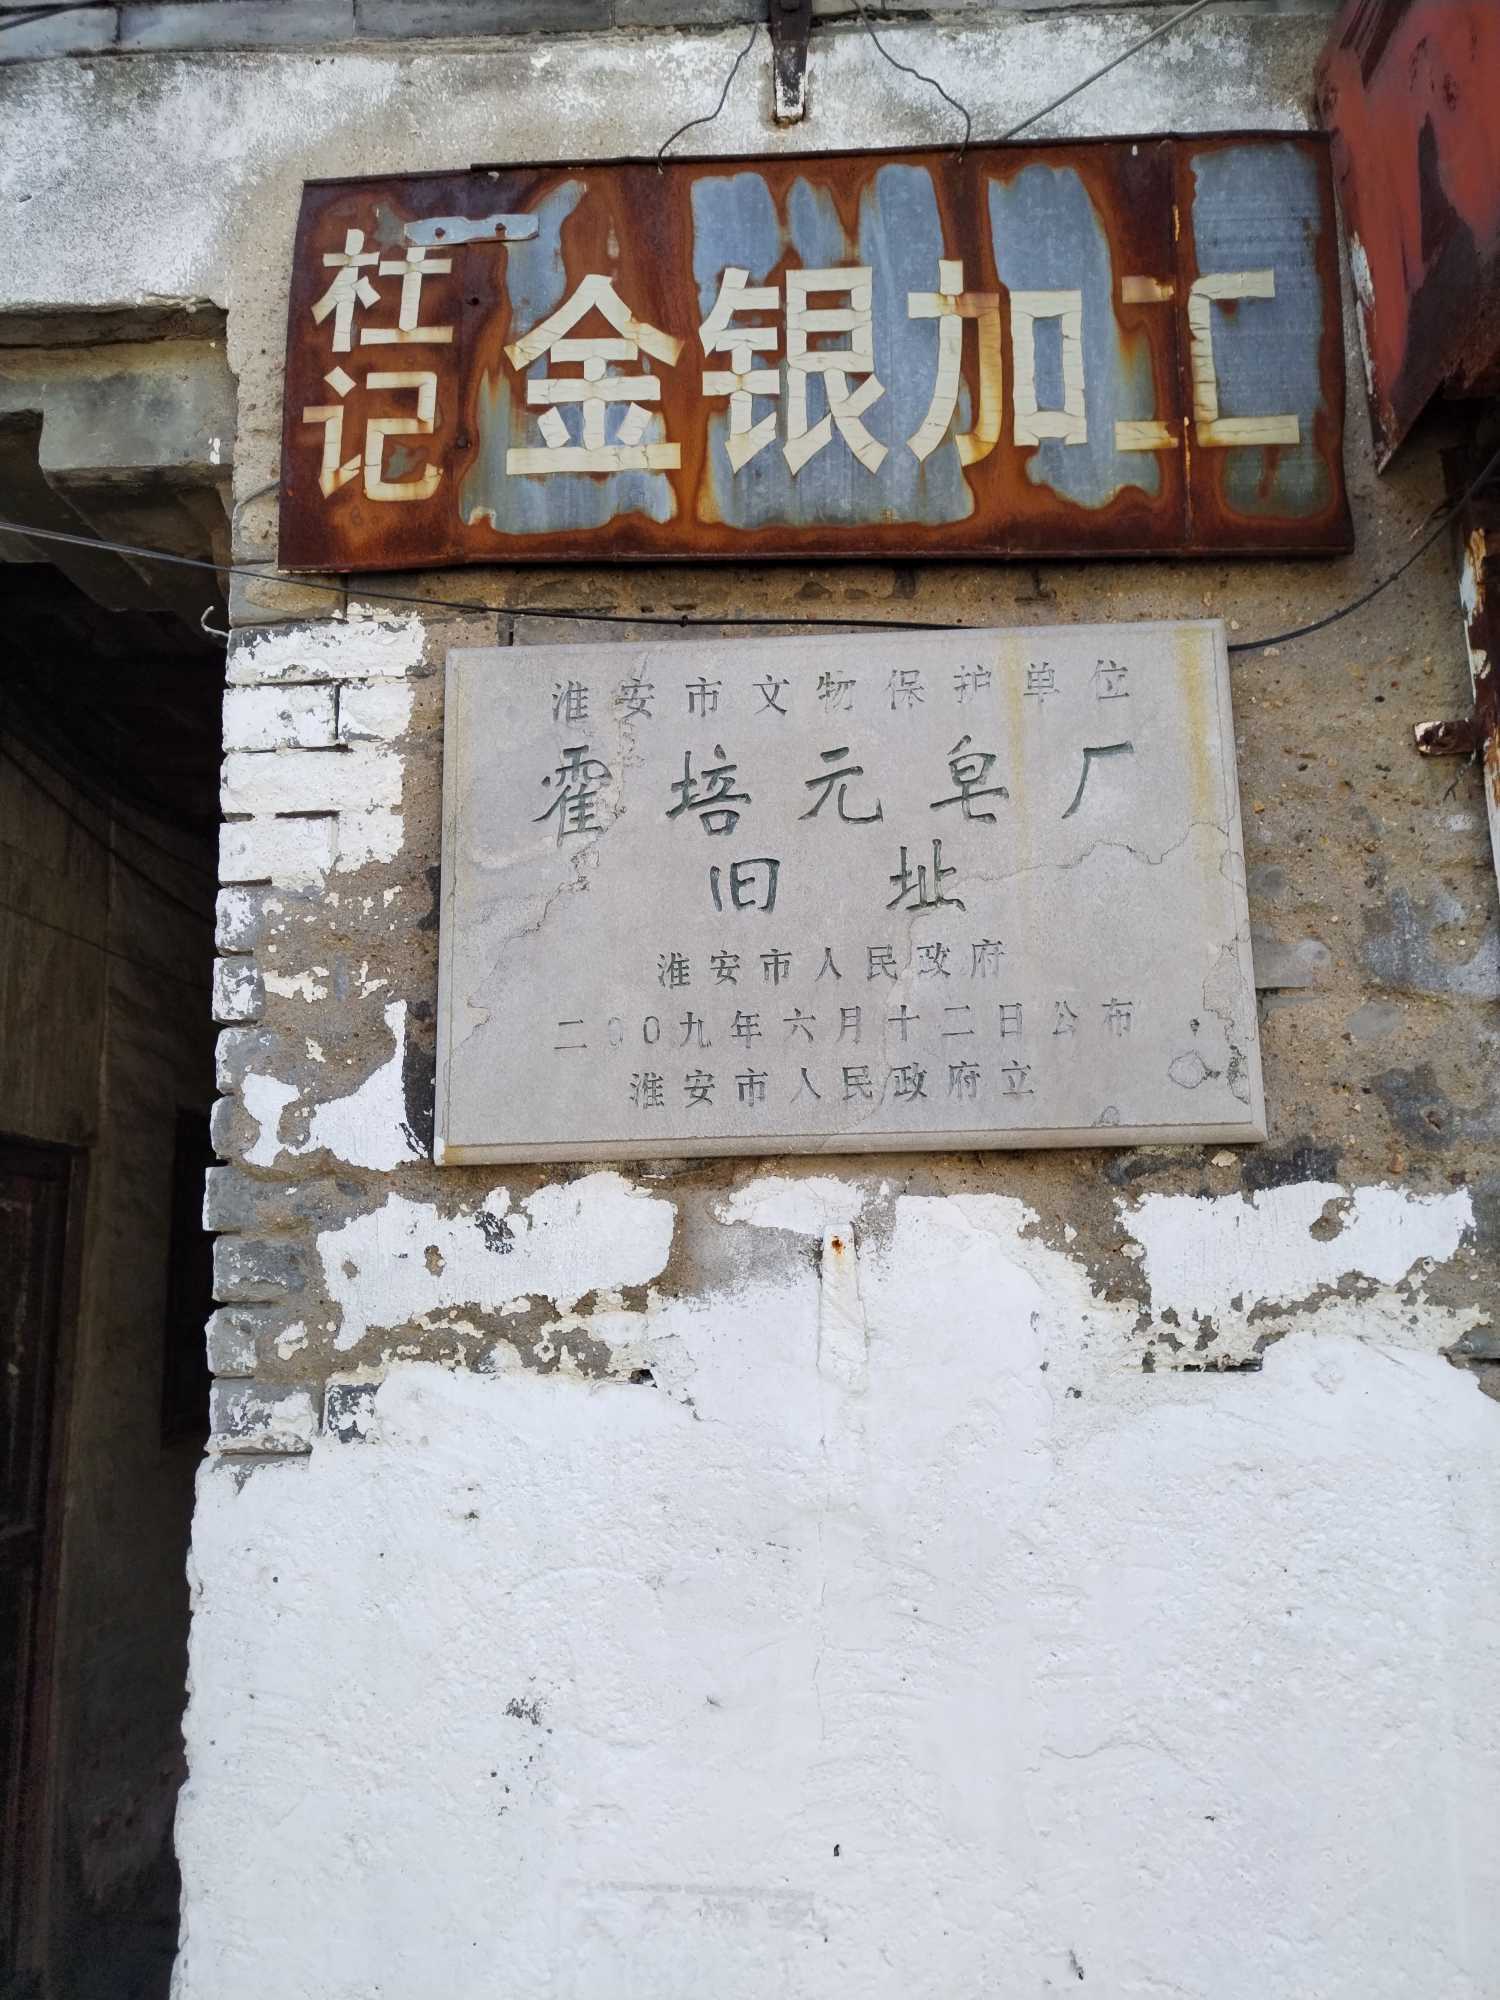 杜记
金银加工
淮安市文物保护单位
霍培元皂厂
旧址
淮安市人民政府
二00九年六月十二日公布
淮安市人民政府立